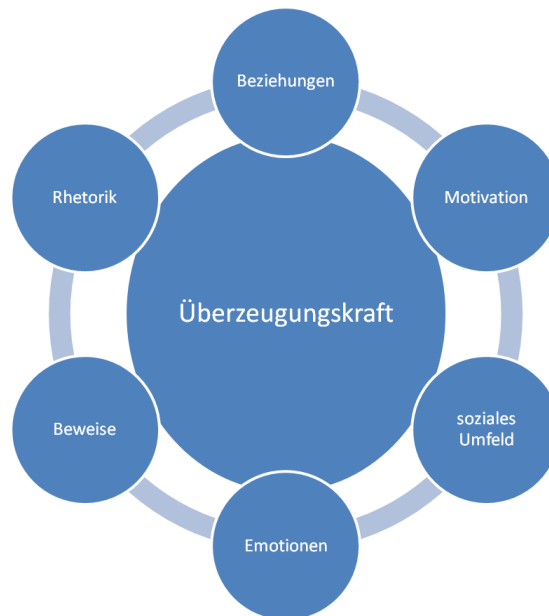 Beziehungen
Rhetorik
Motivation
Überzeugungskraft
Beweise
soziales
Umfeld
Emotionen